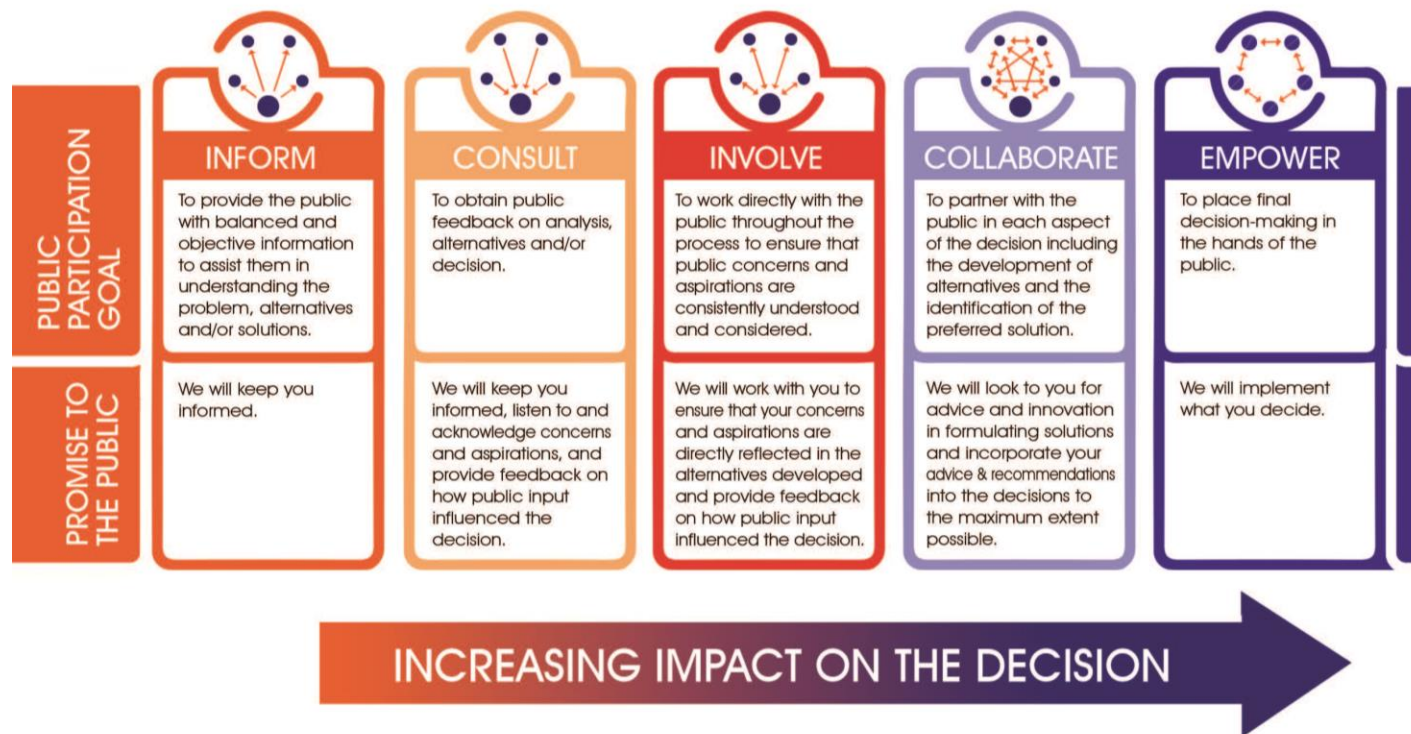 INFORM
CONSULT
INVOLVE
COLLABORATE
EMPOWER
PUBLIC
PARTICIPATION
GOAL
To provide the public
with balanced and
objective information
to assist them in
understanding the
problem, alternatives
and/or solutions.
To obtain public
feedback on analysis,
alternatives and/or
decision.
To work directly with the
public throughout the
process to ensure that
public concerns and
aspirations are
consistently understood
and considered.
To partner with the
public in each aspect
of the decision including
the development of
alternatives and the
identification of the
preferred solution.
To place final
decision-making in
the hands of the
public.
PROMISE TO
THE PUBLIC
We will keep you
informed.
We will keep you
informed, listen to and
acknowledge concerns
and aspirations, and
provide feedback on
how public input
influenced the
decision.
We will work with you to
ensure that your concerns
and aspirations are
directly reflected in the
alternatives developed
and provide feedback
on how public input
influenced the decision.
We will look to you for
advice and innovation
in formulating solutions
and incorporate your
advice & recommendations
into the decisions to
the maximum extent
possible.
We will implement
what you decide.
INCREASING IMPACT ON THE DECISION